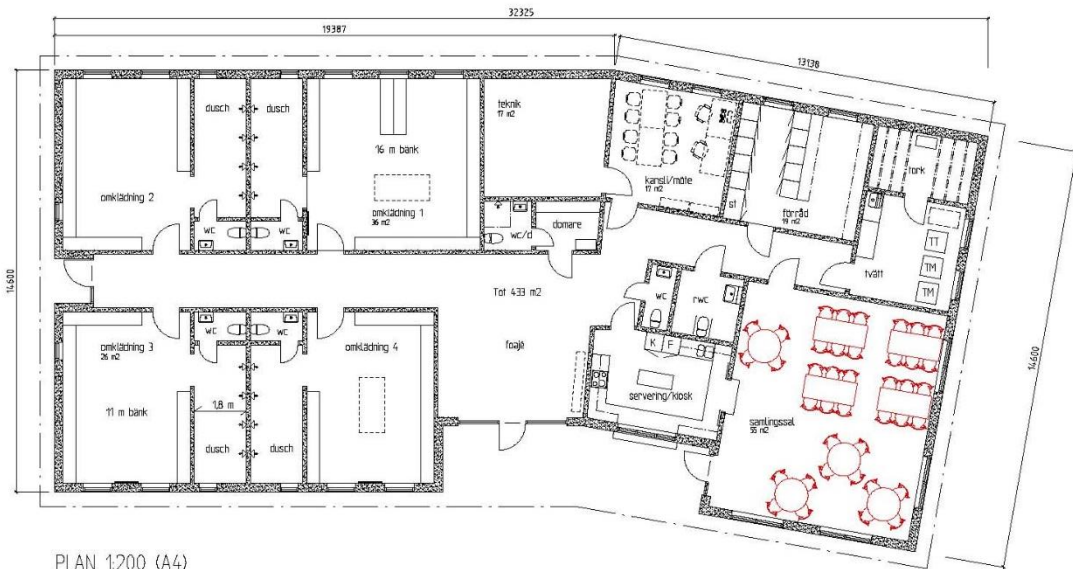 32325
19387
13138
dusch
dusch
teknik
17 m2
16 m bänk
kansli/möte
17 m2
tork
omklädning 2
omklädning 1
36 m2
st
förråd
19 m2
wc
wc
wc/d
domare
TT
tvätt
TM
TM
14600
Tot 433 m2
wc
rwc
wc
wc
omklädning 3
26 m2
omklädning 4
foajé
K
F
14600
11 m bänk
1,8 m
servering/kiosk
samlingssal
55 m2
dusch
dusch
PLAN 1:200 (A4)